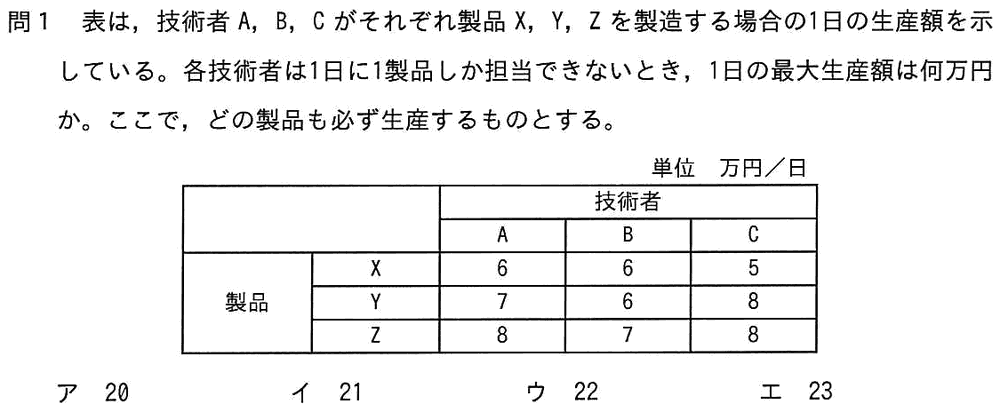 問1 表は，技術者 A，B，C がそれぞれ製品 X，Y，Z を製造する場合の1日の生産額を示
している。各技術者は1日に1製品しか担当できないとき，1日の最大生産額は何万円
か。ここで，どの製品も必ず生産するものとする。
単位 万円／日
技術者
A B C
X 6 6 5
製品 Y 7 6 8
Z 8 7 8
ア 20 イ 21 ウ 22 エ 23